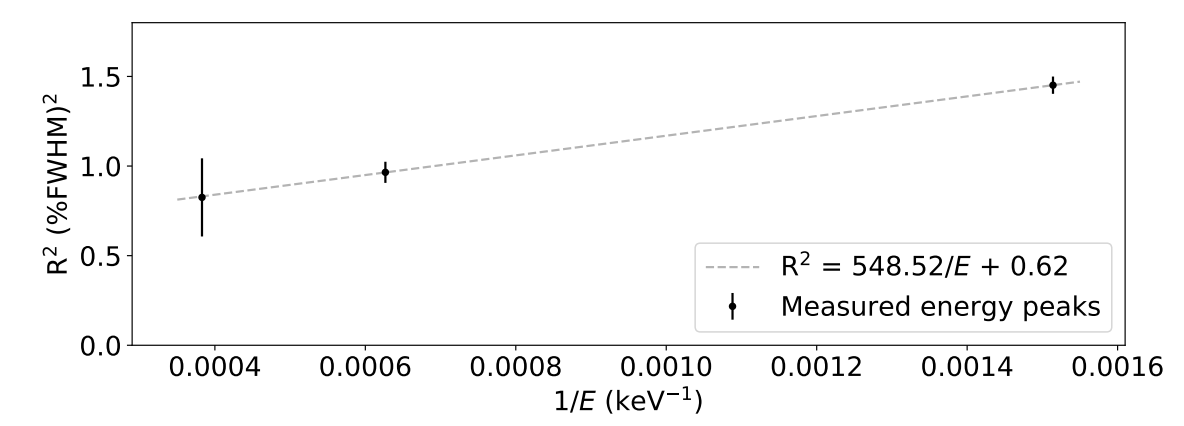 R² (%FWHM)²
1.5
1.0
0.5
0.0
R² = 548.52/E + 0.62
Measured energy peaks
0.0004 0.0006 0.0008 0.0010 0.0012 0.0014 0.0016
1/E (keV⁻¹)